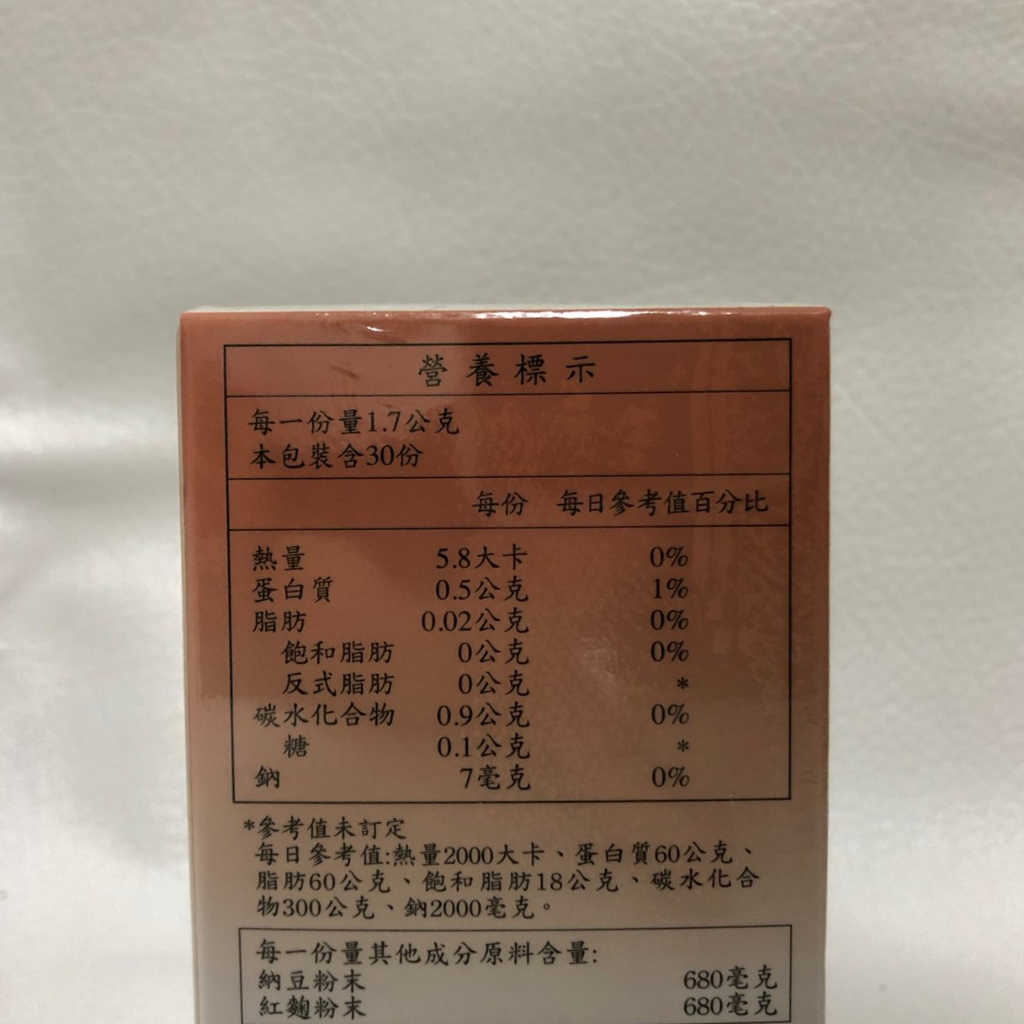 營養標示
每一份量1.7公克
本包裝含30份
每份 每日參考值百分比
熱量 5.8大卡 0%
蛋白質 0.5公克 1%
脂肪 0.02公克 0%
飽和脂肪 0公克 0%
反式脂肪 0公克 *
碳水化合物 0.9公克 0%
糖 0.1公克 *
鈉 7毫克 0%
*參考值未訂定
每日參考值:熱量2000大卡、蛋白質60公克、
脂肪60公克、飽和脂肪18公克、碳水化合
物300公克、鈉2000毫克。
每一份量其他成分原料含量:
納豆粉末 680毫克
紅麴粉末 680毫克